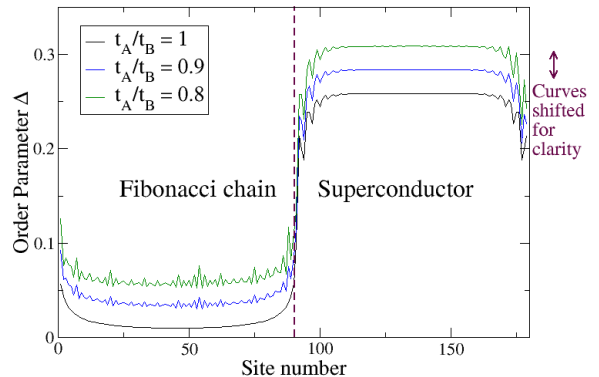 t_A/t_B = 1
t_A/t_B = 0.9
t_A/t_B = 0.8
Order Parameter Δ
0.3
0.2
0.1
0
Fibonacci chain
Superconductor
Curves
shifted
for
clarity
0
50
100
150
Site number